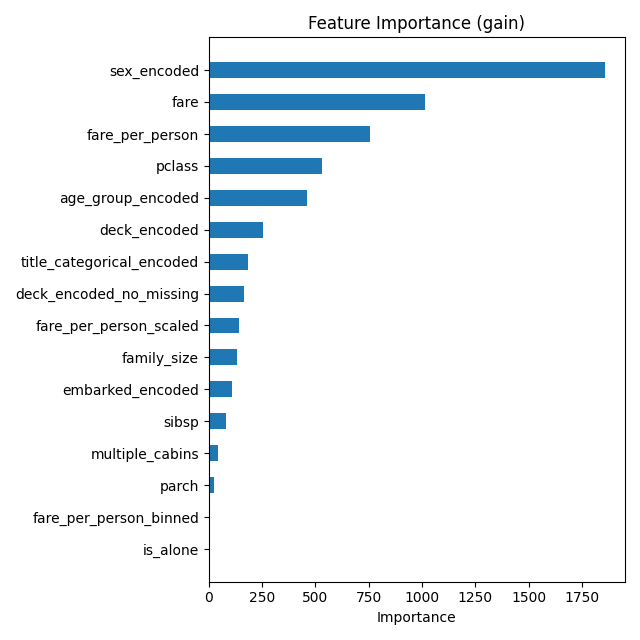 Feature Importance (gain)
sex_encoded
fare
fare_per_person
pclass
age_group_encoded
deck_encoded
title_categorical_encoded
deck_encoded_no_missing
fare_per_person_scaled
family_size
embarked_encoded
sibsp
multiple_cabins
parch
fare_per_person_binned
is_alone
0 250 500 750 1000 1250 1500 1750
Importance